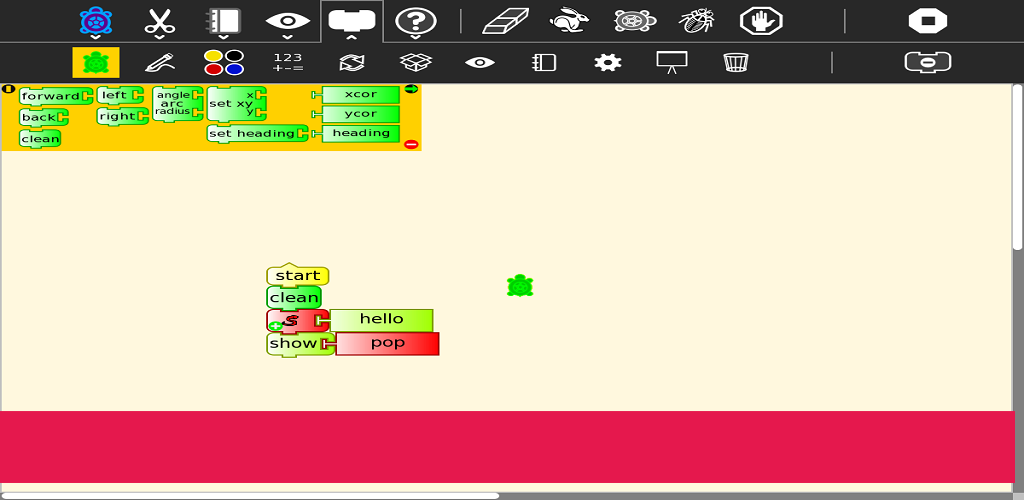 123
+-=
forward left angle x xcor
arc set xy
back right radius y ycor
clean set heading heading
start
clean
S hello
show pop